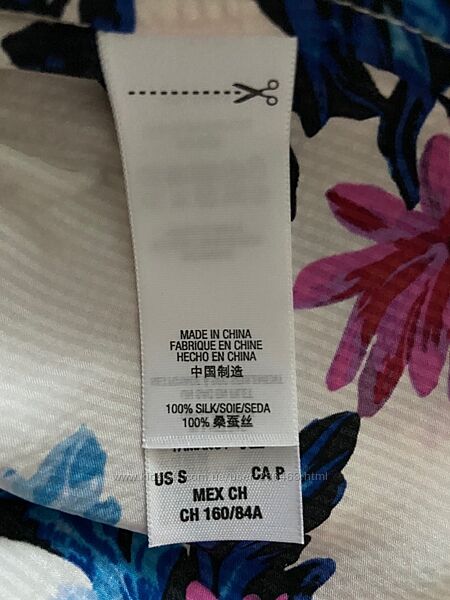 MADE IN CHINA
FABRIQUE EN CHINE
HECHO EN CHINA
中国制造
100% SILK/SOIE/SEDA
100% 桑蚕丝
US S CA P
MEX CH
CH 160/84A